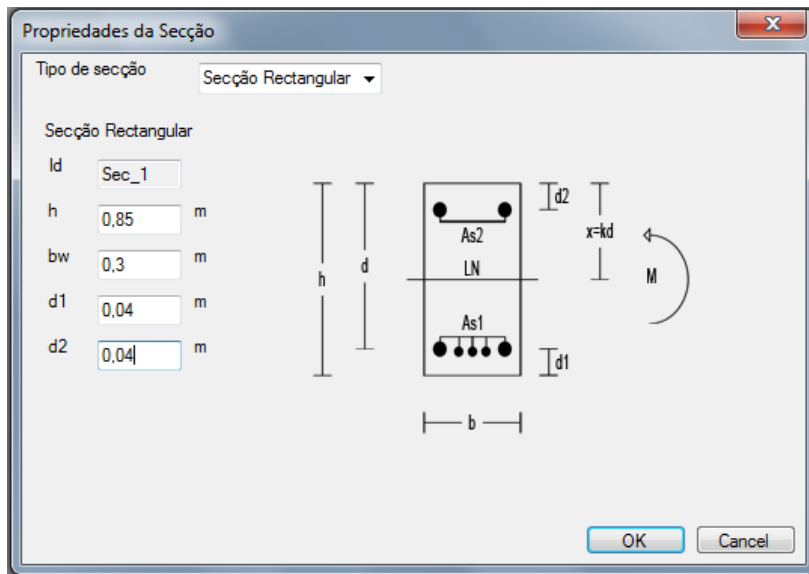 Propriedades da Secção
Tipo de secção
Secção Rectangular
Secção Rectangular
Id
Sec_1
h
0,85
m
bw
0,3
m
d1
0,04
m
d2
0,04
m
h
d
As2
LN
As1
b
d2
d1
x=kd
M
OK
Cancel